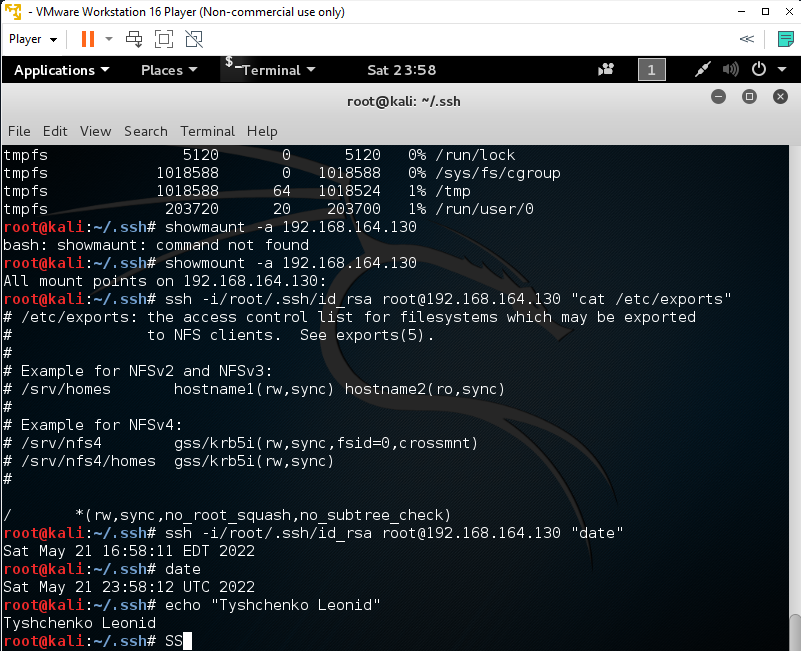 - VMware Workstation 16 Player (Non-commercial use only)
Player
Applications Places $_Terminal Sat 23:58 1
root@kali: ~/.ssh
File Edit View Search Terminal Help
tmpfs 5120 0 5120 0% /run/lock
tmpfs 1018588 0 1018588 0% /sys/fs/cgroup
tmpfs 1018588 64 1018524 1% /tmp
tmpfs 203720 20 203700 1% /run/user/0
root@kali:~/.ssh# showmaunt -a 192.168.164.130
bash: showmaunt: command not found
root@kali:~/.ssh# showmount -a 192.168.164.130
All mount points on 192.168.164.130:
root@kali:~/.ssh# ssh -i/root/.ssh/id_rsa root@192.168.164.130 "cat /etc/exports"
# /etc/exports: the access control list for filesystems which may be exported
# to NFS clients. See exports(5).
#
# Example for NFSv2 and NFSv3:
# /srv/homes hostname1(rw,sync) hostname2(ro,sync)
#
# Example for NFSv4:
# /srv/nfs4 gss/krb5i(rw,sync,fsid=0,crossmnt)
# /srv/nfs4/homes gss/krb5i(rw,sync)
#
/ *(rw,sync,no_root_squash,no_subtree_check)
root@kali:~/.ssh# ssh -i/root/.ssh/id_rsa root@192.168.164.130 "date"
Sat May 21 16:58:11 EDT 2022
root@kali:~/.ssh# date
Sat May 21 23:58:12 UTC 2022
root@kali:~/.ssh# echo "Tyshchenko Leonid"
Tyshchenko Leonid
root@kali:~/.ssh# SS